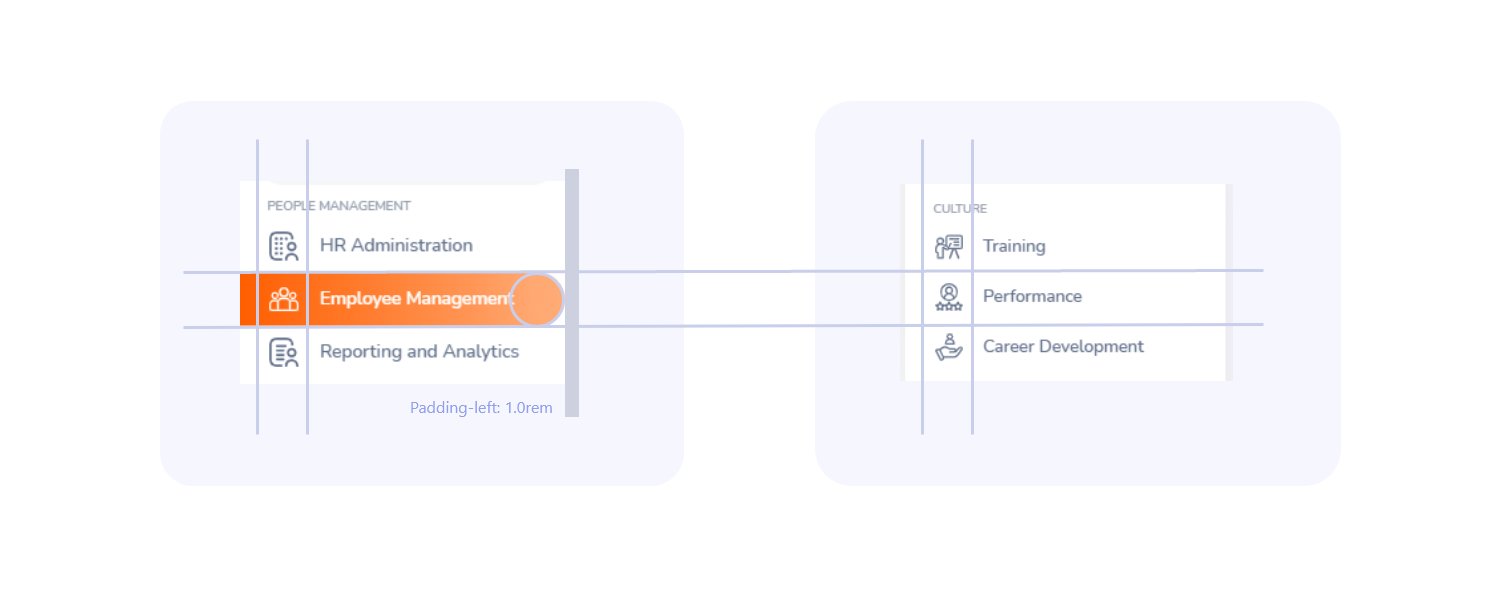 PEOPLE MANAGEMENT
HR Administration
Employee Management
Reporting and Analytics
Padding-left: 1.0rem
CULTURE
Training
Performance
Career Development